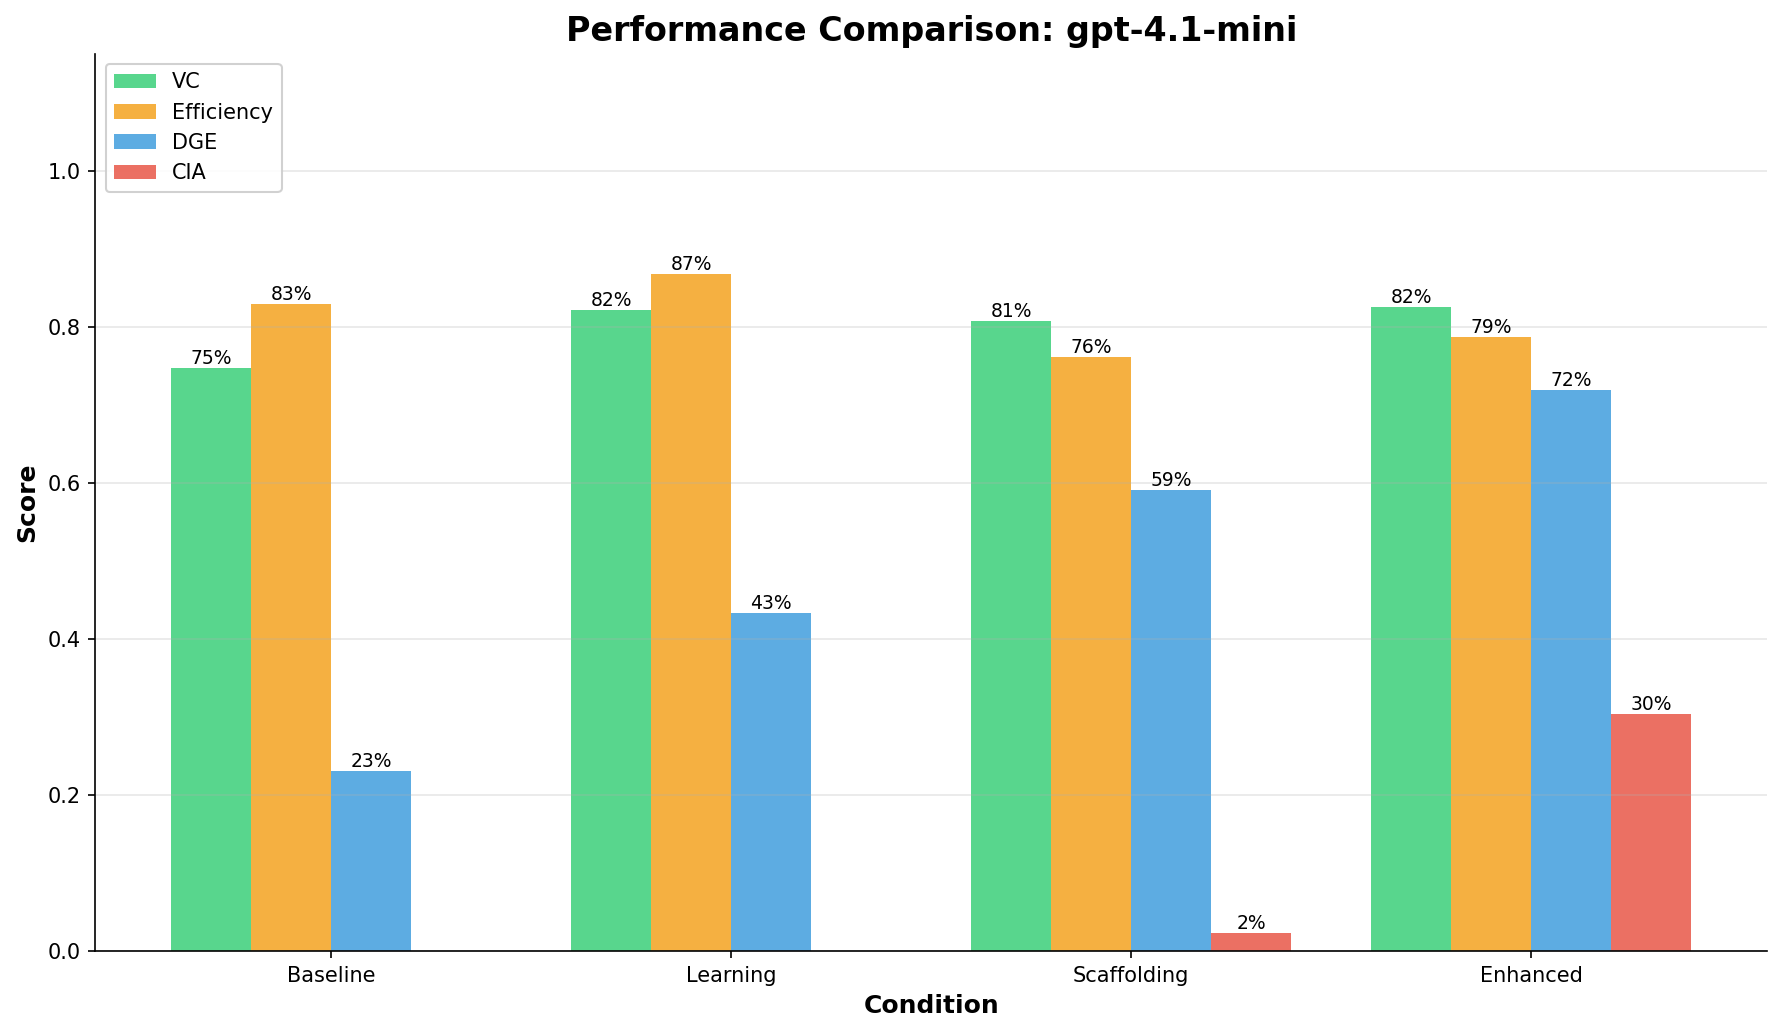 Performance Comparison: gpt-4.1-mini
VC
Efficiency
DGE
CIA
Score
1.0
0.8
0.6
0.4
0.2
0.0
75%
83%
23%
82%
87%
43%
81%
76%
59%
2%
82%
79%
72%
30%
Baseline
Learning
Scaffolding
Enhanced
Condition